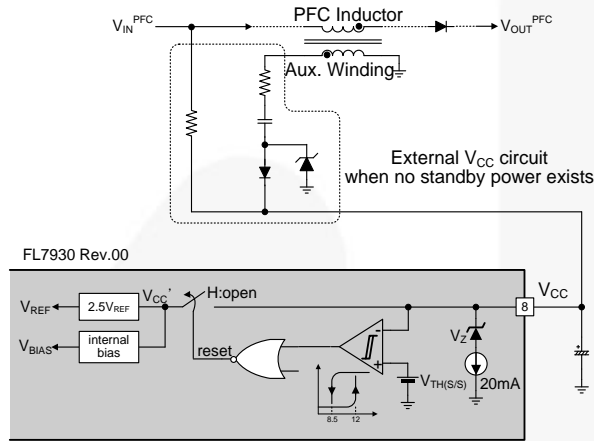 PFC Inductor
V_IN^PFC
V_OUT^PFC
Aux. Winding
External V_CC circuit
when no standby power exists
FL7930 Rev.00
V_REF
2.5V_REF
V_CC'
H:open
8
V_CC
V_BIAS
internal
bias
reset
-
+
V_Z
V_TH(S/S)
20mA
8.5
12
+